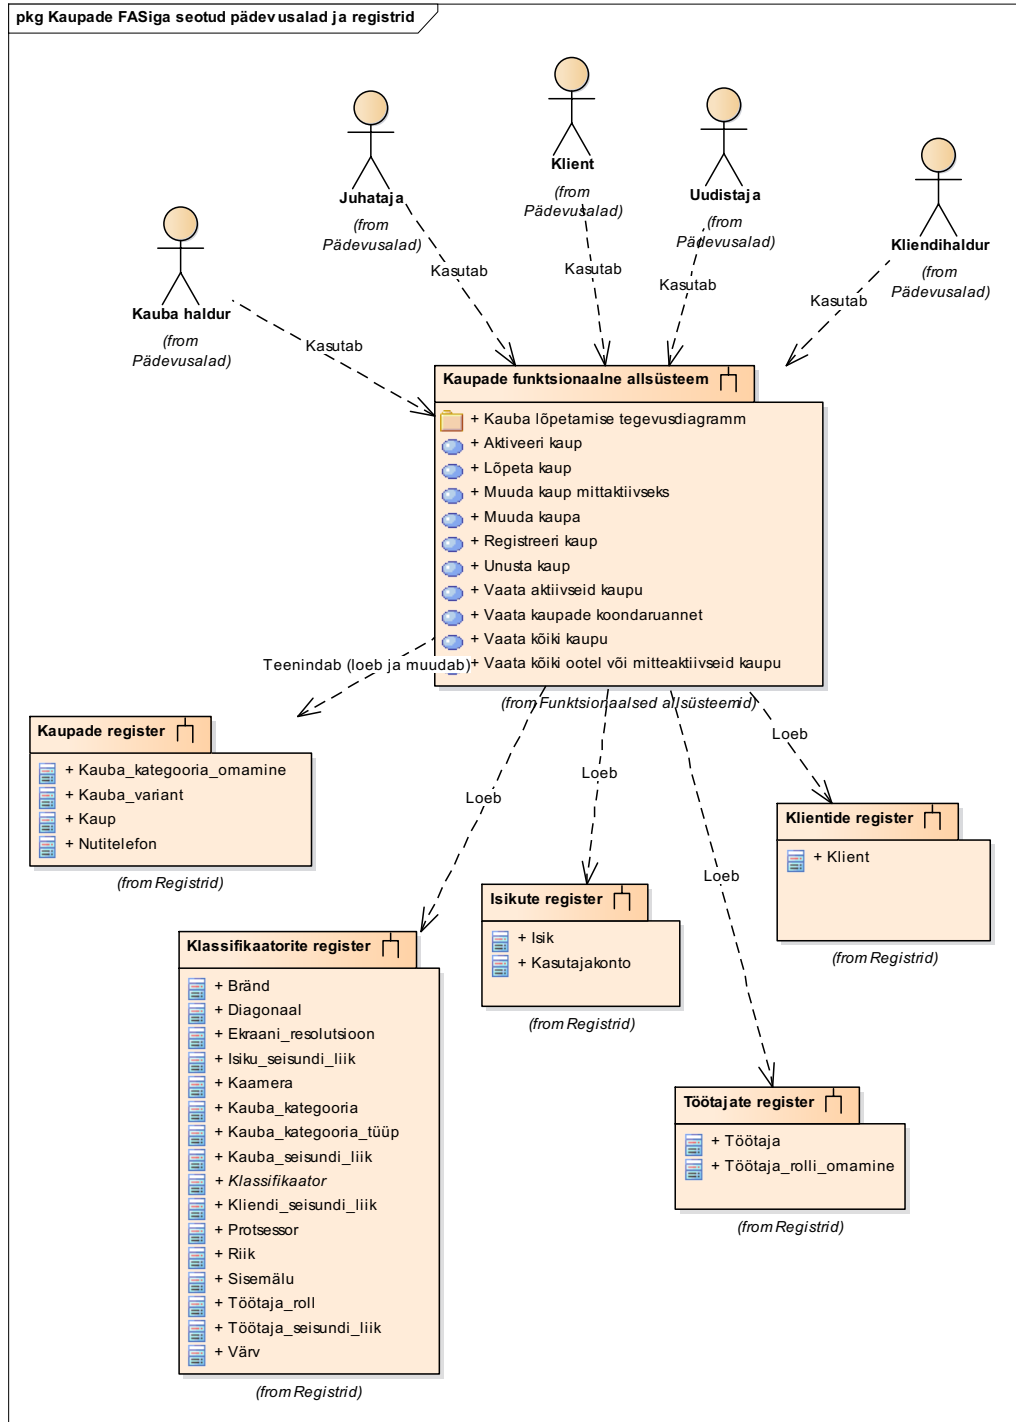 pkg Kaupade FASiga seotud pädevusalad ja registrid
Klient
(from
Pädevusalad)
Juhataja
(from
Pädevusalad)
Uudistaja
(from
Pädevusalad)
Kliendihaldur
(from
Pädevusalad)
Kauba haldur
(from
Pädevusalad)
Kasutab
Kasutab
Kasutab
Kasutab
Kasutab
Kaupade funktsionaalne allsüsteem
+ Kauba lõpetamise tegevusdiagramm
+ Aktiveeri kaup
+ Lõpeta kaup
+ Muuda kaup mittaktiivseks
+ Muuda kaupa
+ Registreeri kaup
+ Unusta kaup
+ Vaata aktiivseid kaupu
+ Vaata kaupade koondaruannet
+ Vaata kõiki kaupu
+ Vaata kõiki ootel või mitteaktiivseid kaupu
(from Funktsionaalsed allsüsteemid)
Teenindab (loeb ja muudab)
Loeb
Loeb
Loeb
Loeb
Kaupade register
+ Kauba_kategooria_omamine
+ Kauba_variant
+ Kaup
+ Nutitelefon
(from Registrid)
Klientide register
+ Klient
(from Registrid)
Isikute register
+ Isik
+ Kasutajakonto
(from Registrid)
Klassifikaatorite register
+ Bränd
+ Diagonaal
+ Ekraani_resolutsioon
+ Isiku_seisundi_liik
+ Kaamera
+ Kauba_kategooria
+ Kauba_kategooria_tüüp
+ Kauba_seisundi_liik
+ Klassifikaator
+ Kliendi_seisundi_liik
+ Protsessor
+ Riik
+ Sisemälu
+ Töötaja_roll
+ Töötaja_seisundi_liik
+ Värv
(from Registrid)
Töötajate register
+ Töötaja
+ Töötaja_rolli_omamine
(from Registrid)